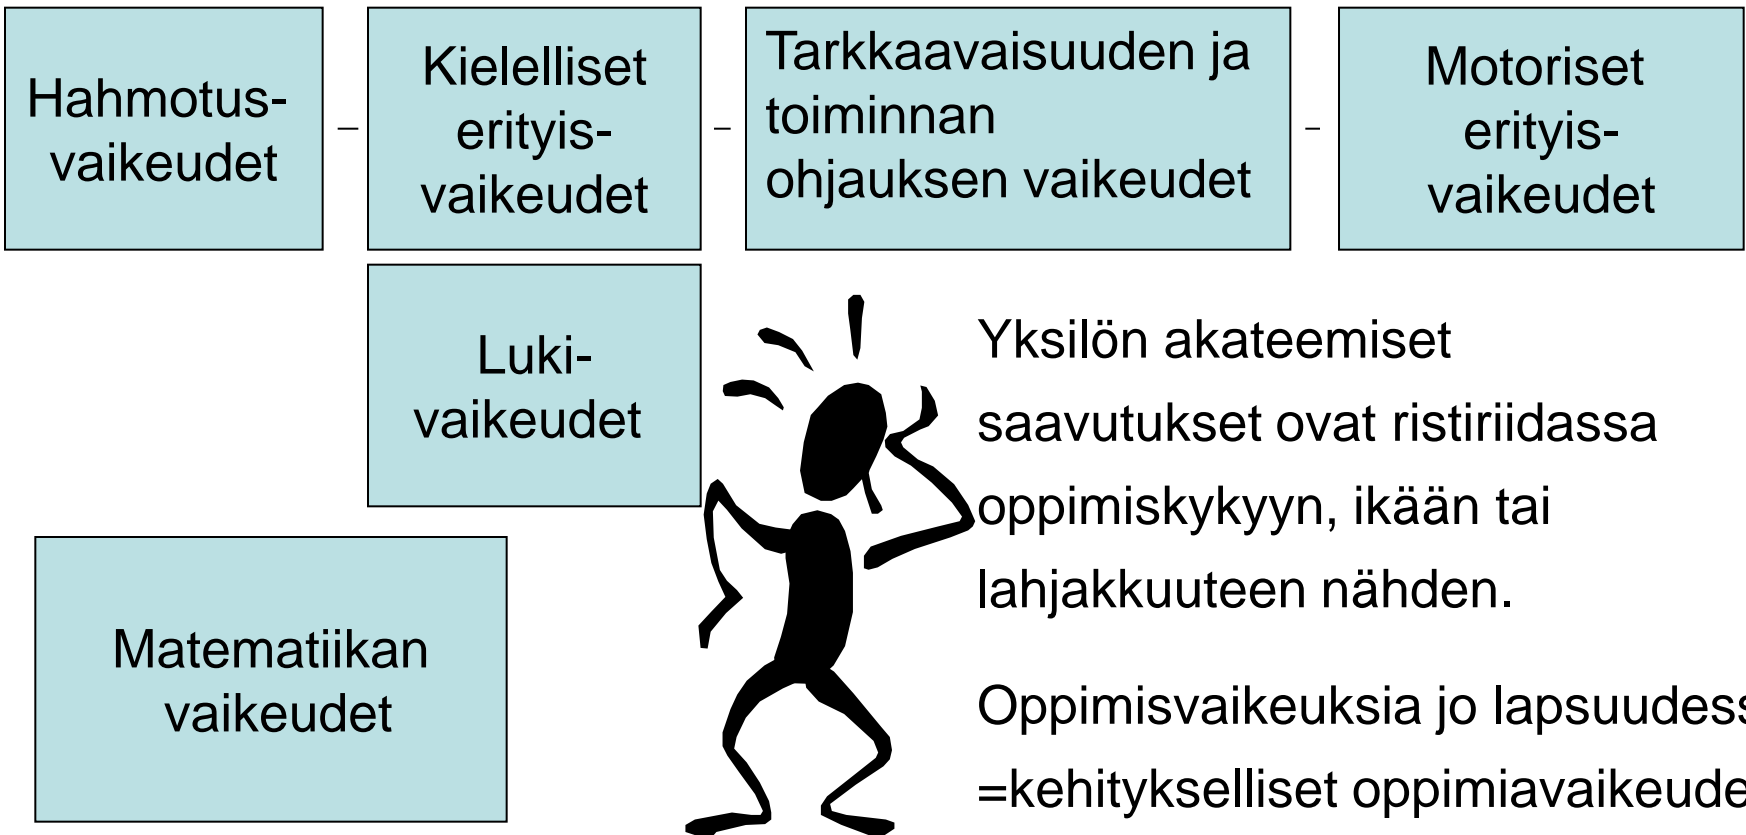 Hahmotus-
vaikeudet
Kielelliset
erityis-
vaikeudet
Tarkkaavaisuuden ja
toiminnan
ohjauksen vaikeudet
Motoriset
erityis-
vaikeudet
Luki-
vaikeudet
Matematiikan
vaikeudet
Yksilön akateemiset
saavutukset ovat ristiriidassa
oppimiskykyyn, ikään tai
lahjakkuuteen nähden.
Oppimisvaikeuksia jo lapsuudess
=kehitykselliset oppimiavaikeude